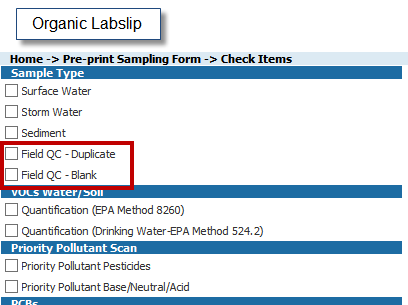 Organic Labslip
Home -> Pre-print Sampling Form -> Check Items
Sample Type
Surface Water
Storm Water
Sediment
Field QC - Duplicate
Field QC - Blank
VOCs Water/Soil
Quantification (EPA Method 8260)
Quantification (Drinking Water-EPA Method 524.2)
Priority Pollutant Scan
Priority Pollutant Pesticides
Priority Pollutant Base/Neutral/Acid
PCBs